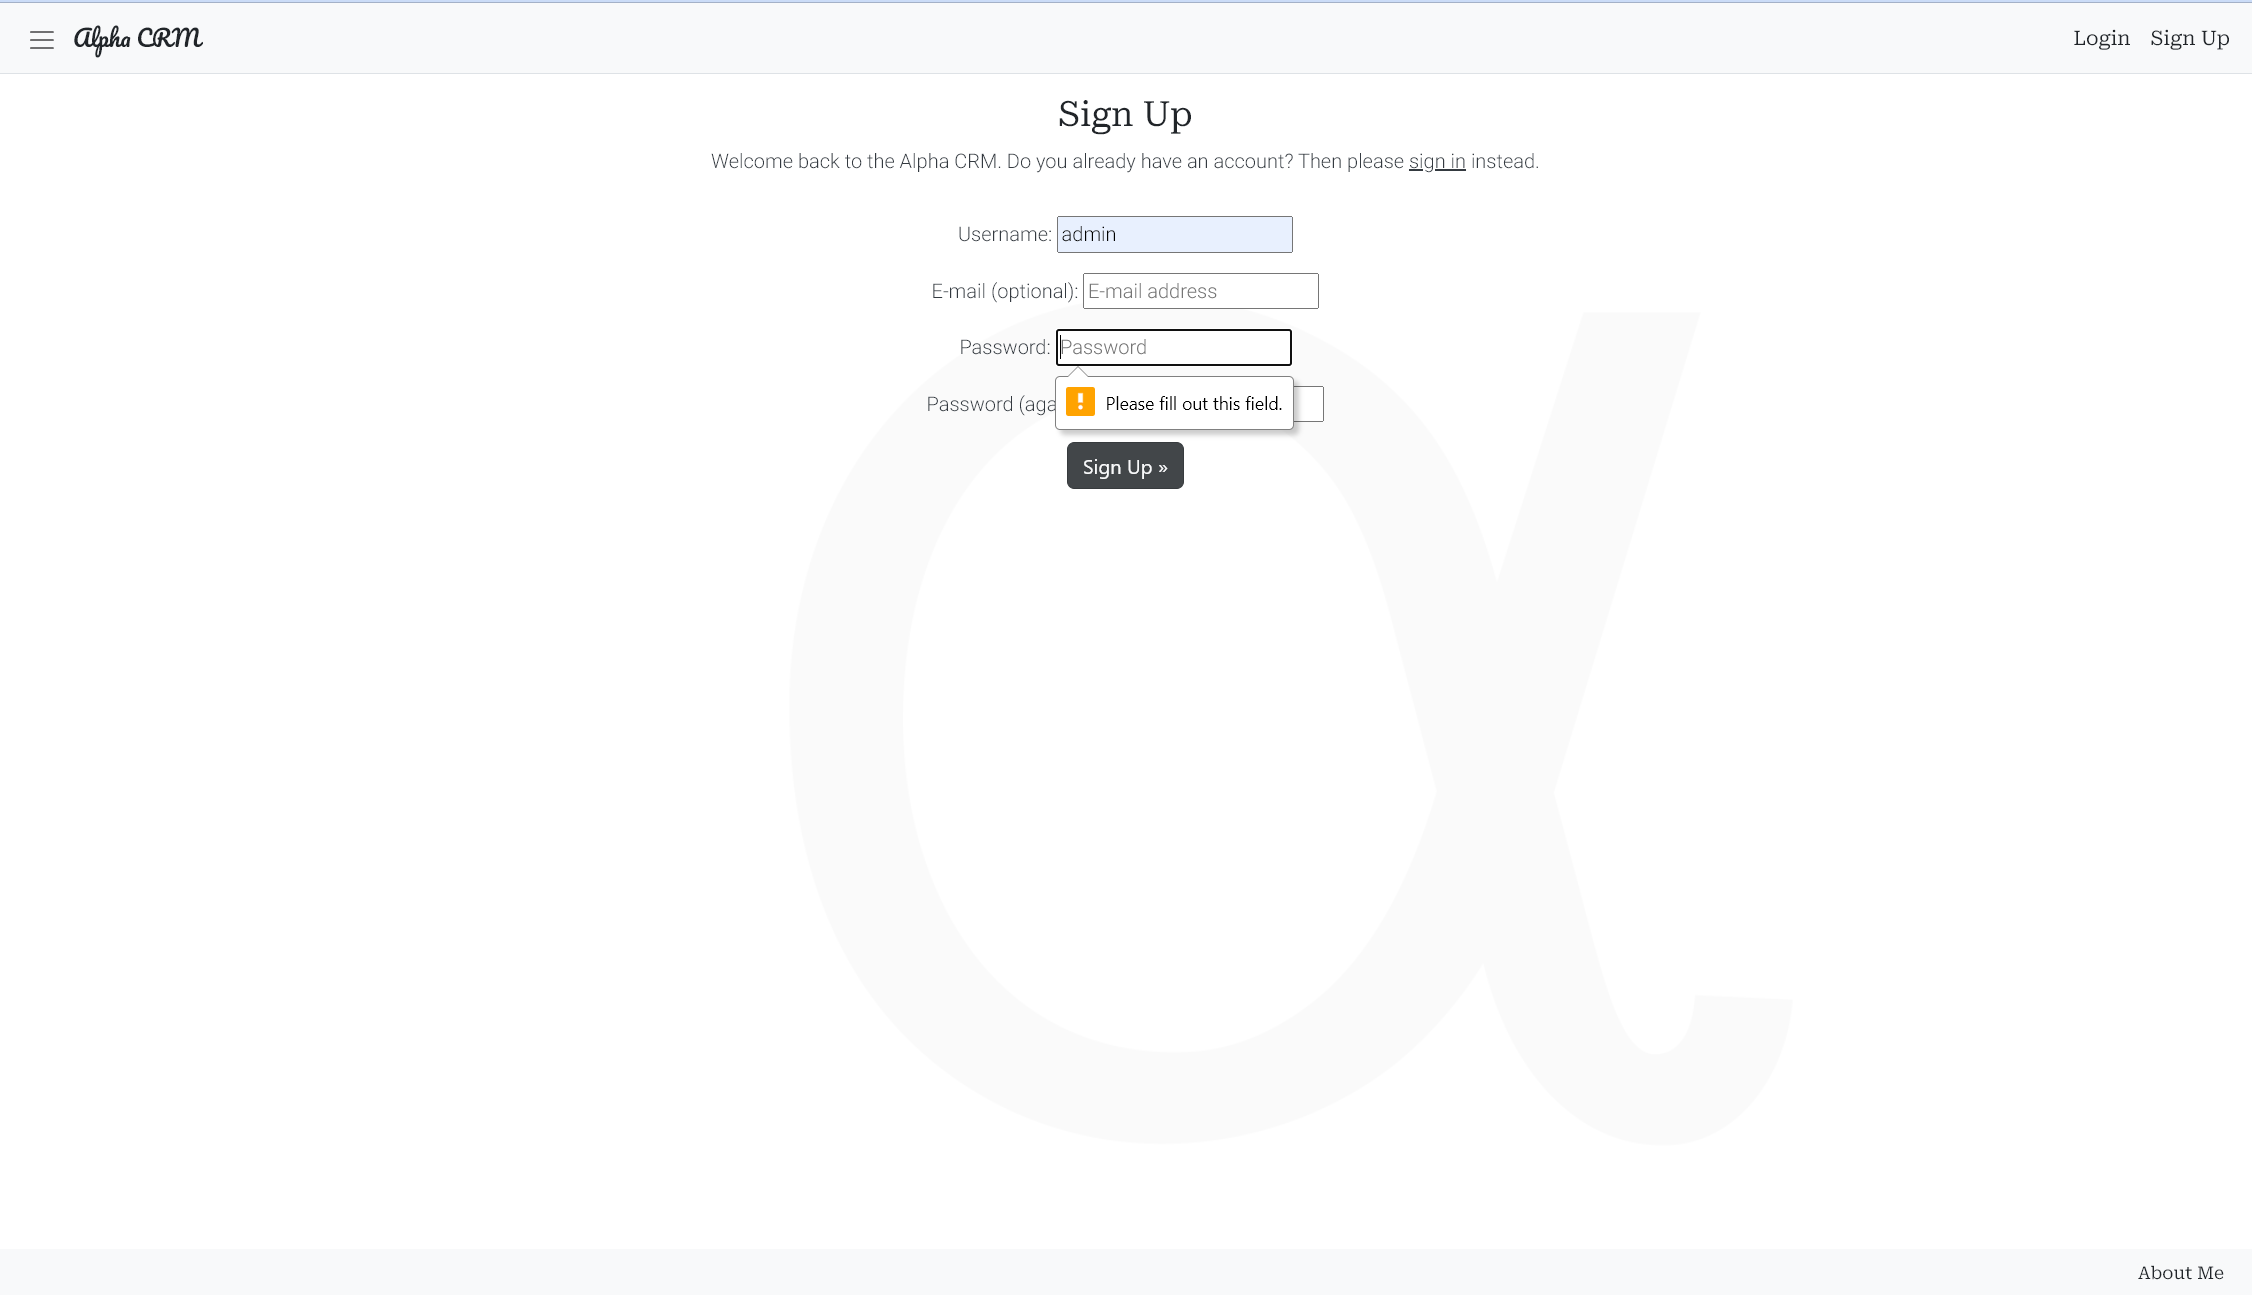 Alpha CRM
Login Sign Up
Sign Up
Welcome back to the Alpha CRM. Do you already have an account? Then please sign in instead.
Username: admin
E-mail (optional): E-mail address
Password: Password
Password (aga
Please fill out this field.
Sign Up »
About Me